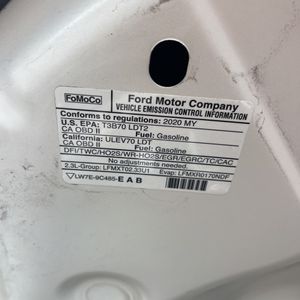 FoMoCo
Ford Motor Company
VEHICLE EMISSION CONTROL INFORMATION
Conforms to regulations: 2020 MY
U.S. EPA: T3B70 LDT2
CA OBD II Fuel: Gasoline
California: ULEV70 LDT
CA OBD II Fuel: Gasoline
DFI/TWC/HO2S/WR-HO2S/EGR/EGRC/TC/CAC
No adjustments needed.
2.3L-Group: LFMXT02.33U1 Evap: LFMXR0170NDF
LW7E-9C485-EAB